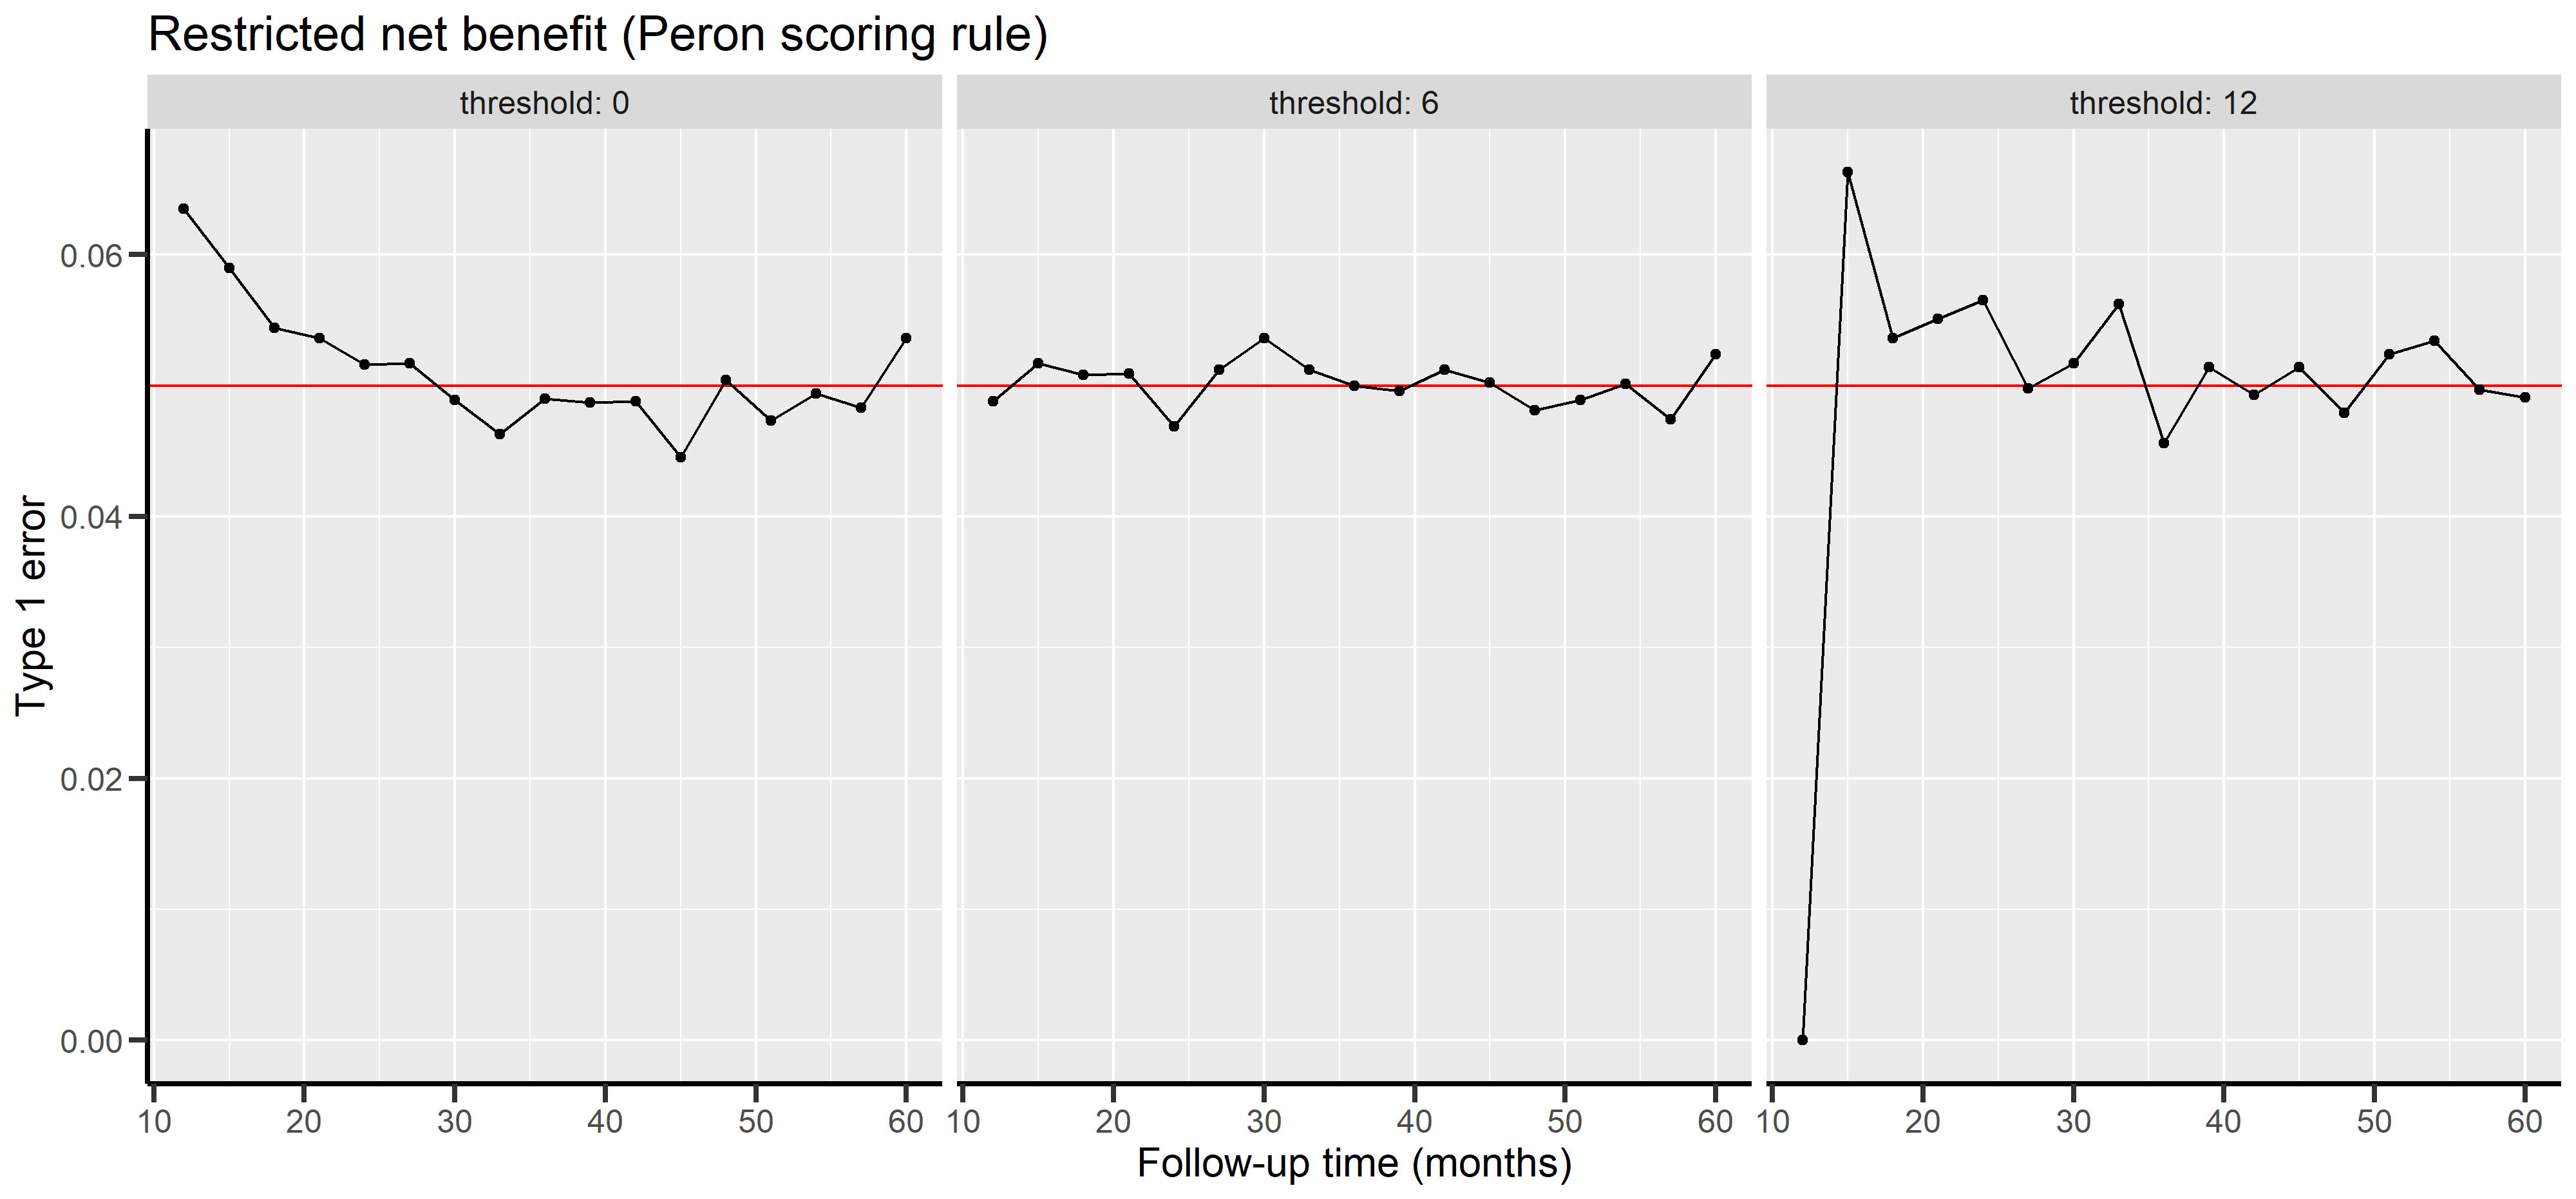 Restricted net benefit (Peron scoring rule)
threshold: 0 threshold: 6 threshold: 12
Type 1 error
0.06
0.04
0.02
0.00
10 20 30 40 50 60 10 20 30 40 50 60 10 20 30 40 50 60
Follow-up time (months)